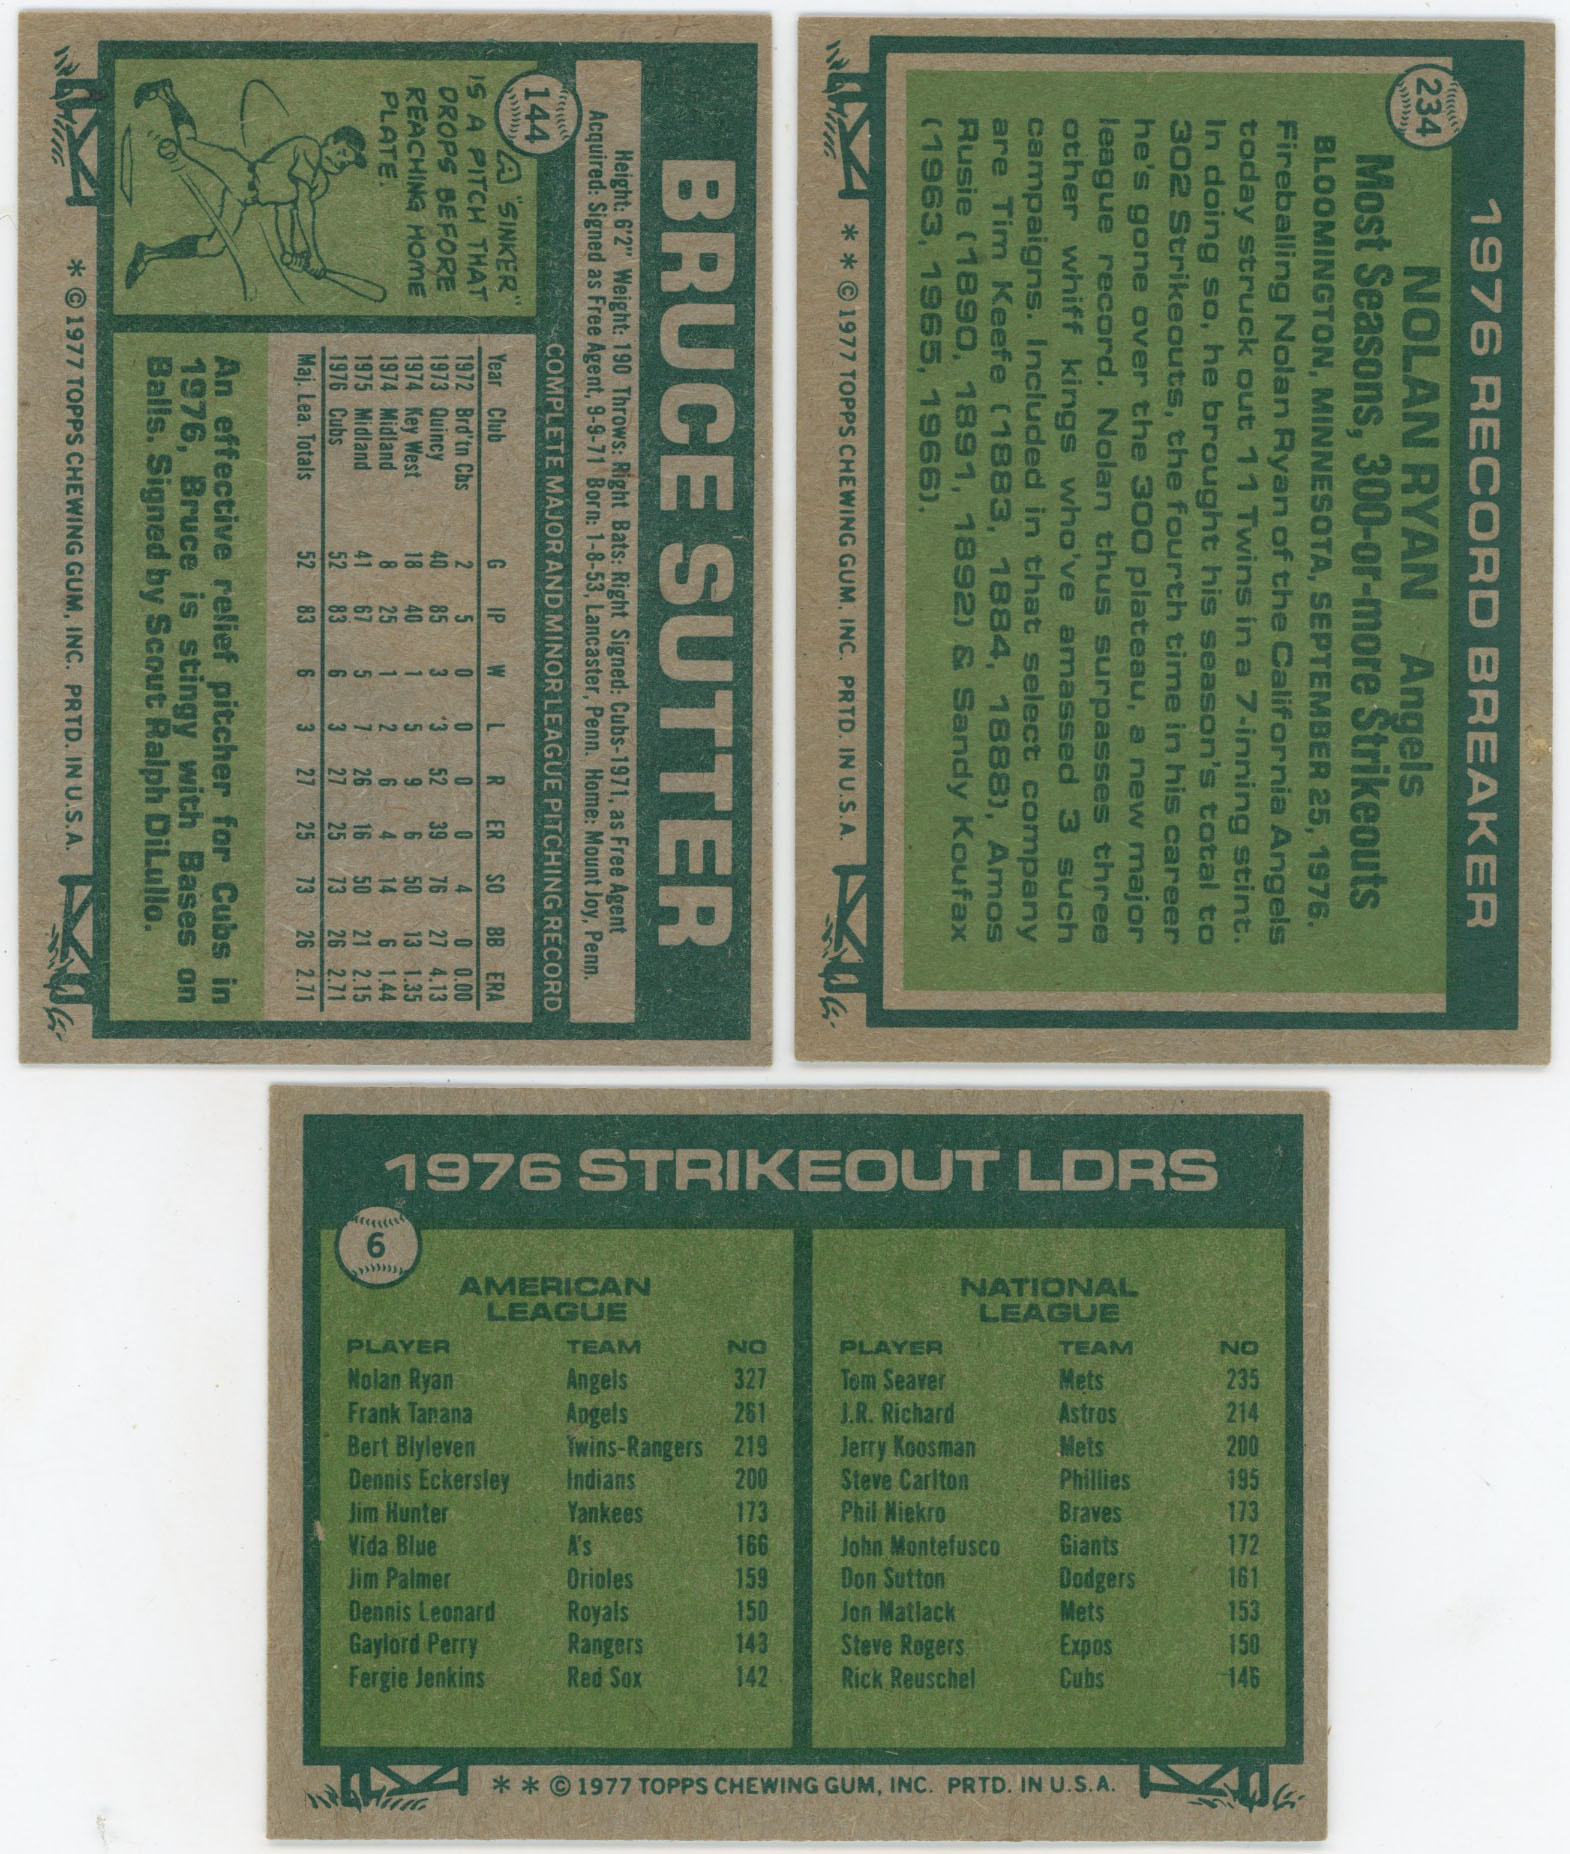 BRUCE SUTTER
Height: 6'2" Weight: 190 Throws: Right Bats: Right Signed: Cubs-1971, as Free Agent
Acquired: Signed as Free Agent, 9-9-71 Born: 1-8-53, Lancaster, Penn. Home: Mount Joy, Penn.
144
A "SINKER"
IS A PITCH THAT
DROPS BEFORE
REACHING HOME
PLATE.
COMPLETE MAJOR AND MINOR LEAGUE PITCHING RECORD
Year Club G IP W L R ER SO BB ERA
1972 Brd'tn Cbs 2 5 0 0 0 0 4 0 0.00
1973 Quincy 40 85 3 3 52 39 76 27 4.13
1974 Key West 18 40 1 5 9 6 50 13 1.35
1974 Midland 8 25 1 2 6 4 14 6 1.44
1975 Midland 41 67 5 7 26 16 50 21 2.15
1976 Cubs 52 83 6 3 27 25 73 26 2.71
Maj. Lea. Totals 52 83 6 3 27 25 73 26 2.71
An effective relief pitcher for Cubs in
1976, Bruce is stingy with Bases on
Balls. Signed by Scout Ralph DiLullo.
* © 1977 TOPPS CHEWING GUM, INC. PRTD. IN U.S.A.
1976 RECORD BREAKER
234
NOLAN RYAN Angels
Most Seasons, 300-or-more Strikeouts
BLOOMINGTON, MINNESOTA, SEPTEMBER 25, 1976.
Fireballing Nolan Ryan of the California Angels
today struck out 11 Twins in a 7-inning stint.
In doing so, he brought his season's total to
302 Strikeouts, the fourth time in his career
he's gone over the 300 plateau, a new major
league record. Nolan thus surpasses three
other whiff kings who've amassed 3 such
campaigns. Included in that select company
are Tim Keefe (1883, 1884, 1888), Amos
Rusie (1890, 1891, 1892) & Sandy Koufax
(1963, 1965, 1966).
* * © 1977 TOPPS CHEWING GUM. INC. PRTD. IN U.S.A.
1976 STRIKEOUT LDRS
6
AMERICAN
LEAGUE
PLAYER TEAM NO
Nolan Ryan Angels 327
Frank Tanana Angels 261
Bert Blyleven Twins-Rangers 219
Dennis Eckersley Indians 200
Jim Hunter Yankees 173
Vida Blue A's 166
Jim Palmer Orioles 159
Dennis Leonard Royals 150
Gaylord Perry Rangers 143
Fergie Jenkins Red Sox 142
NATIONAL
LEAGUE
PLAYER TEAM NO
Tom Seaver Mets 235
J.R. Richard Astros 214
Jerry Koosman Mets 200
Steve Carlton Phillies 195
Phil Niekro Braves 173
John Montefusco Giants 172
Don Sutton Dodgers 161
Jon Matlack Mets 153
Steve Rogers Expos 150
Rick Reuschel Cubs 146
* * © 1977 TOPPS CHEWING GUM, INC. PRTD. IN U.S.A.